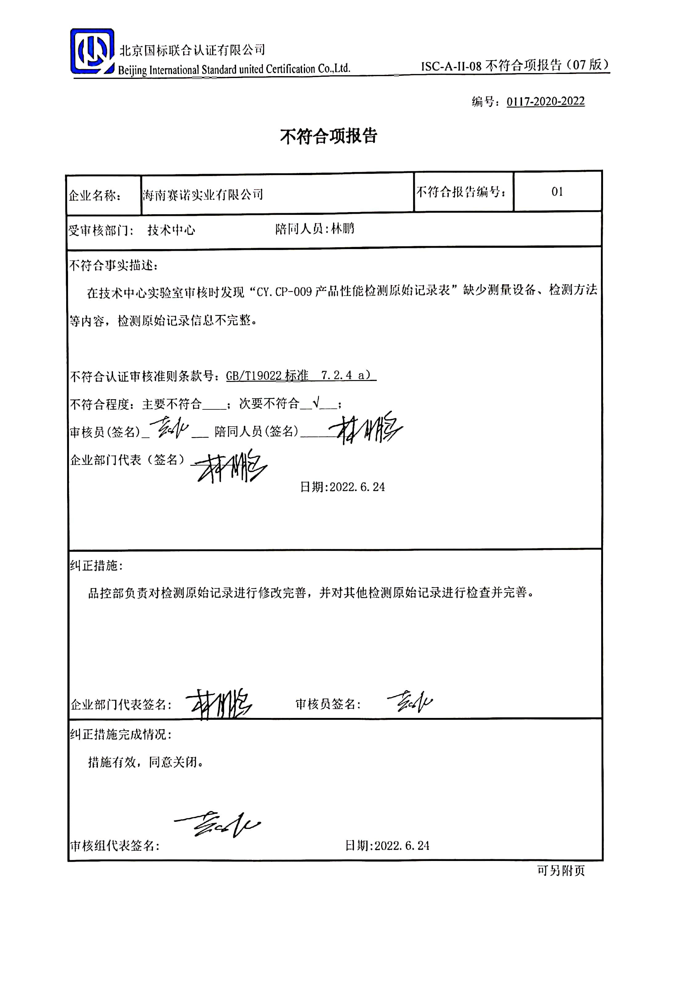 北京国标联合认证有限公司
Beijing International Standard united Certification Co.,Ltd.
ISC-A-II-08 不符合项报告（07 版）
编号：0117-2020-2022
不符合项报告
企业名称： 海南赛诺实业有限公司 不符合报告编号： 01
受审核部门： 技术中心 陪同人员:林鹏
不符合事实描述：
在技术中心实验室审核时发现“CY.CP-009 产品性能检测原始记录表”缺少测量设备、检测方法
等内容，检测原始记录信息不完整。
不符合认证审核准则条款号：GB/T19022 标准 7.2.4 a）
不符合程度：主要不符合____；次要不符合__√___；
审核员(签名)_ ___ 陪同人员(签名)______林鹏
企业部门代表（签名）林鹏
日期:2022.6.24
纠正措施：
品控部负责对检测原始记录进行修改完善，并对其他检测原始记录进行检查并完善。
企业部门代表签名： 林鹏 审核员签名：
纠正措施完成情况：
措施有效，同意关闭。
审核组代表签名： 日期:2022.6.24
可另附页